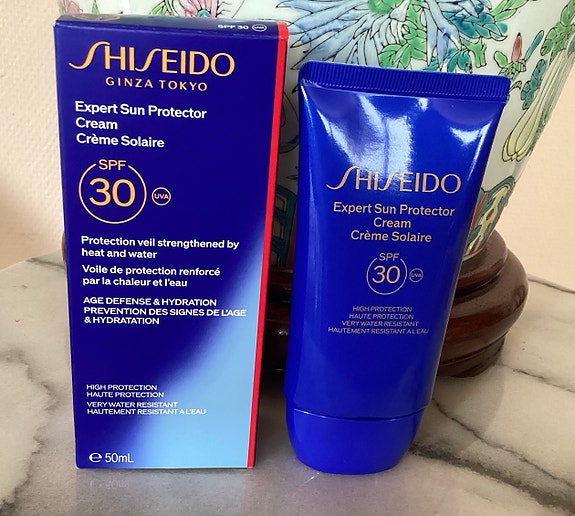 SPF 30 UVA
SHISEIDO
GINZA TOKYO
Expert Sun Protector
Cream
Crème Solaire
SPF
30 UVA
Protection veil strengthened by
heat and water
Voile de protection renforcé
par la chaleur et l'eau
AGE DEFENSE & HYDRATION
PREVENTION DES SIGNES DE L'AGE
& HYDRATATION
HIGH PROTECTION
HAUTE PROTECTION
VERY WATER RESISTANT
HAUTEMENT RESISTANT A L'EAU
℮ 50mL
SHISEIDO
Expert Sun Protector
Cream
Crème Solaire
SPF
30 UVA
HIGH PROTECTION
HAUTE PROTECTION
VERY WATER RESISTANT
HAUTEMENT RESISTANT A L'EAU